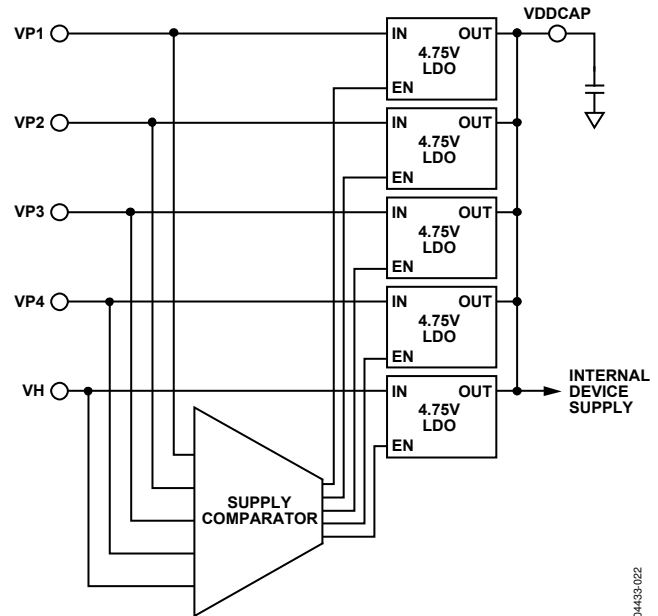 VP1
IN OUT
4.75V
LDO
EN
VDDCAP
VP2
IN OUT
4.75V
LDO
EN
VP3
IN OUT
4.75V
LDO
EN
VP4
IN OUT
4.75V
LDO
EN
VH
IN OUT
4.75V
LDO
EN
INTERNAL
DEVICE
SUPPLY
SUPPLY
COMPARATOR
04433-022